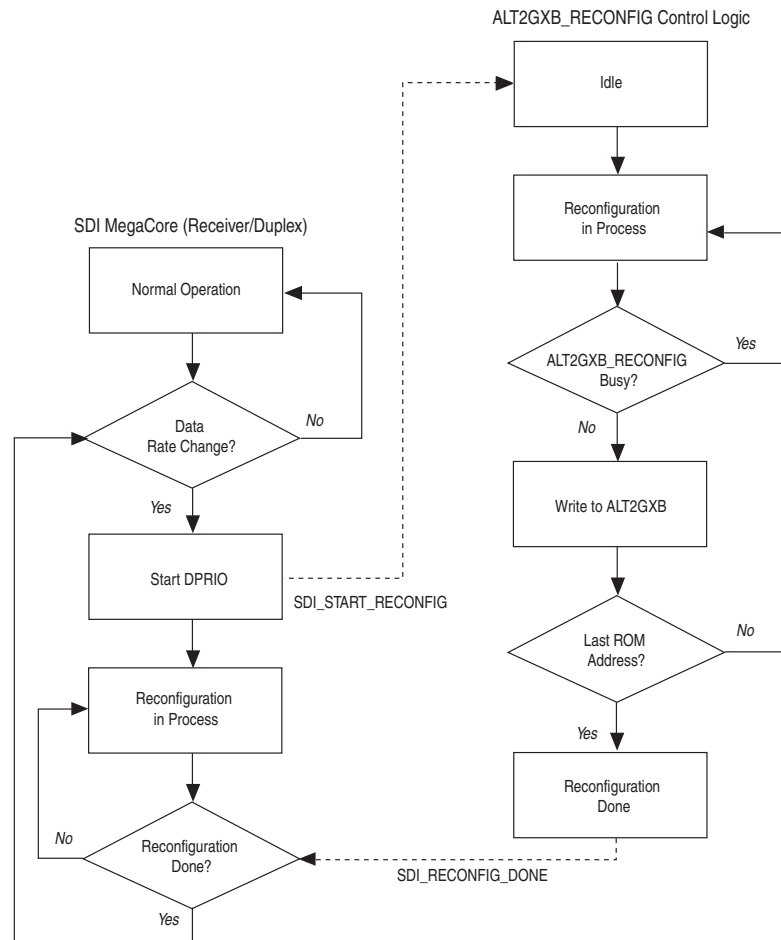 ALT2GXB_RECONFIG Control Logic
Idle
Reconfiguration
in Process
SDI MegaCore (Receiver/Duplex)
Normal Operation
ALT2GXB_RECONFIG
Busy?
Yes
No
Data
Rate Change?
No
Yes
Write to ALT2GXB
Start DPRIO
SDI_START_RECONFIG
Last ROM
Address?
No
Yes
Reconfiguration
in Process
Reconfiguration
Done
Reconfiguration
Done?
No
Yes
SDI_RECONFIG_DONE